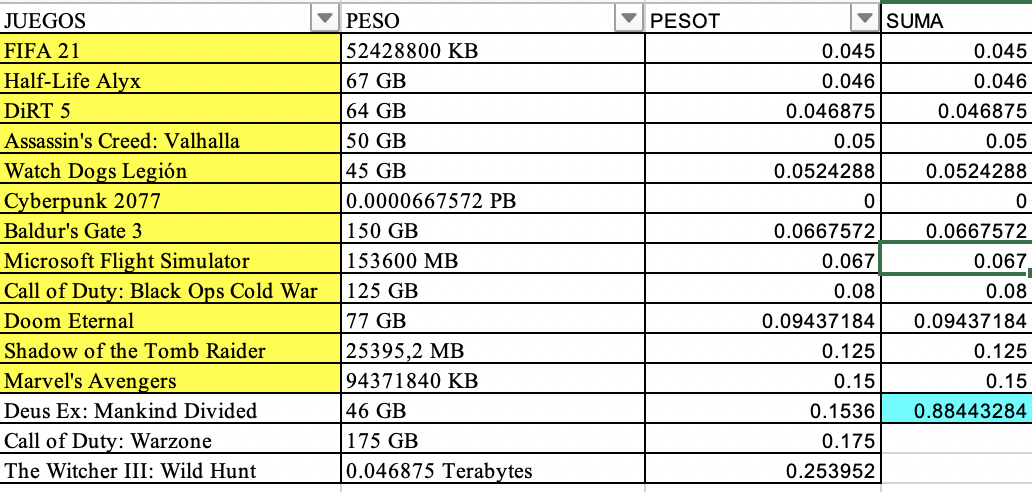 JUEGOS PESO PESOT SUMA
FIFA 21 52428800 KB 0.045 0.045
Half-Life Alyx 67 GB 0.046 0.046
DiRT 5 64 GB 0.046875 0.046875
Assassin's Creed: Valhalla 50 GB 0.05 0.05
Watch Dogs Legión 45 GB 0.0524288 0.0524288
Cyberpunk 2077 0.0000667572 PB 0 0
Baldur's Gate 3 150 GB 0.0667572 0.0667572
Microsoft Flight Simulator 153600 MB 0.067 0.067
Call of Duty: Black Ops Cold War 125 GB 0.08 0.08
Doom Eternal 77 GB 0.09437184 0.09437184
Shadow of the Tomb Raider 25395,2 MB 0.125 0.125
Marvel's Avengers 94371840 KB 0.15 0.15
Deus Ex: Mankind Divided 46 GB 0.1536 0.88443284
Call of Duty: Warzone 175 GB 0.175
The Witcher III: Wild Hunt 0.046875 Terabytes 0.253952